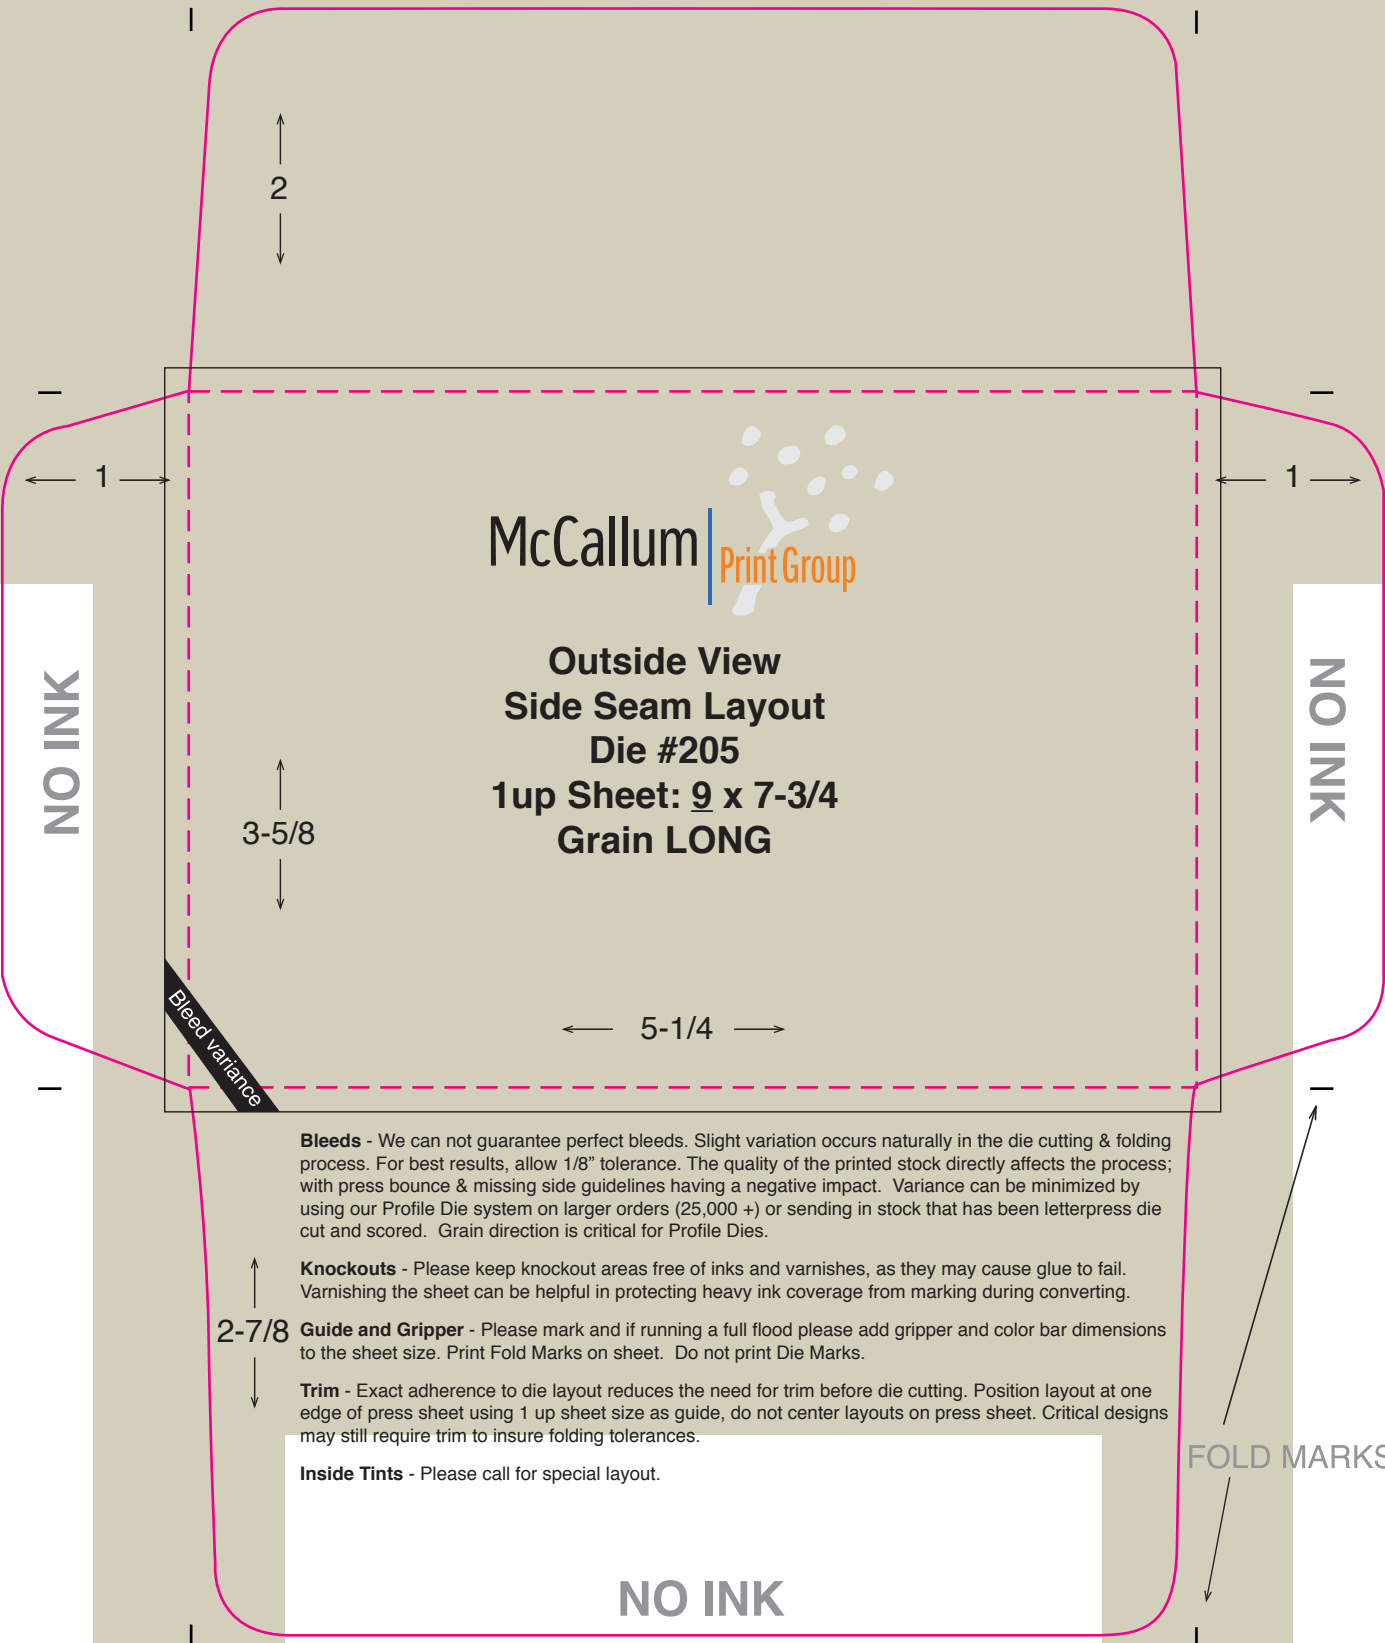 2
1
1
McCallum
Print Group
Outside View
Side Seam Layout
Die #205
1up Sheet: 9 x 7-3/4
Grain LONG
NO INK
NO INK
3-5/8
5-1/4
Bleed variance
Bleeds - We can not guarantee perfect bleeds. Slight variation occurs naturally in the die cutting & folding
process. For best results, allow 1/8” tolerance. The quality of the printed stock directly affects the process;
with press bounce & missing side guidelines having a negative impact.  Variance can be minimized by
using our Profile Die system on larger orders (25,000 +) or sending in stock that has been letterpress die
cut and scored.  Grain direction is critical for Profile Dies.
Knockouts - Please keep knockout areas free of inks and varnishes, as they may cause glue to fail.
Varnishing the sheet can be helpful in protecting heavy ink coverage from marking during converting.
2-7/8
Guide and Gripper - Please mark and if running a full flood please add gripper and color bar dimensions
to the sheet size. Print Fold Marks on sheet.  Do not print Die Marks.
Trim - Exact adherence to die layout reduces the need for trim before die cutting. Position layout at one
edge of press sheet using 1 up sheet size as guide, do not center layouts on press sheet. Critical designs
may still require trim to insure folding tolerances.
FOLD MARKS
Inside Tints - Please call for special layout.
NO INK